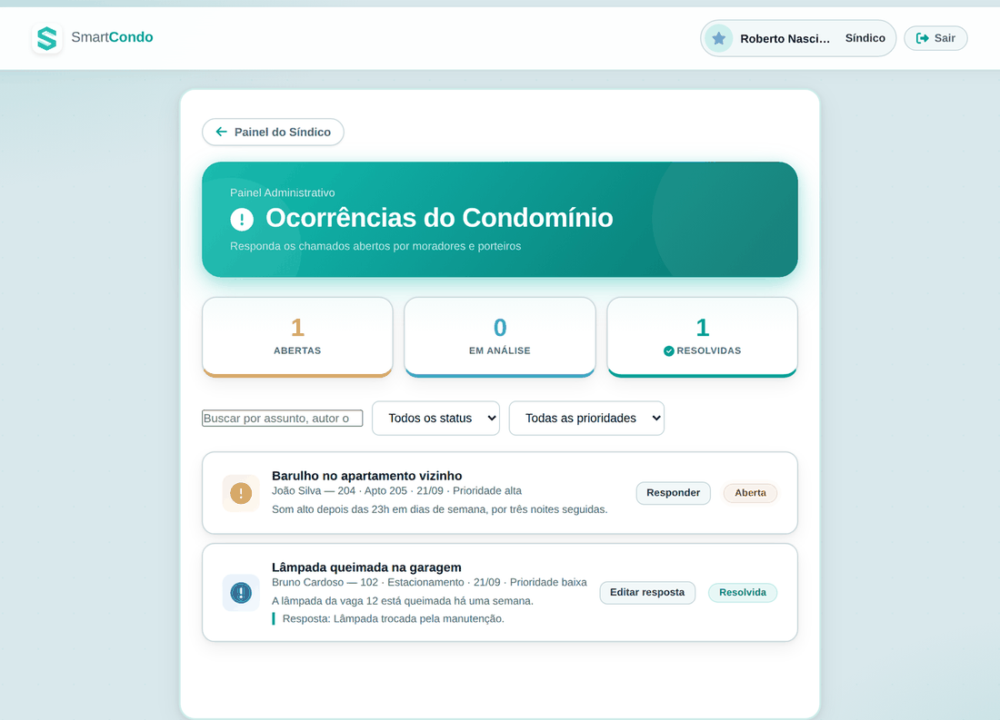 SmartCondo
Roberto Nasci... Síndico
Sair
Painel do Síndico
Painel Administrativo
Ocorrências do Condomínio
Responda os chamados abertos por moradores e porteiros
1
ABERTAS
0
EM ANÁLISE
1
RESOLVIDAS
Buscar por assunto, autor o
Todos os status
Todas as prioridades
Barulho no apartamento vizinho
João Silva — 204 · Apto 205 · 21/09 · Prioridade alta
Som alto depois das 23h em dias de semana, por três noites seguidas.
Responder
Aberta
Lâmpada queimada na garagem
Bruno Cardoso — 102 · Estacionamento · 21/09 · Prioridade baixa
A lâmpada da vaga 12 está queimada há uma semana.
Resposta: Lâmpada trocada pela manutenção.
Editar resposta
Resolvida